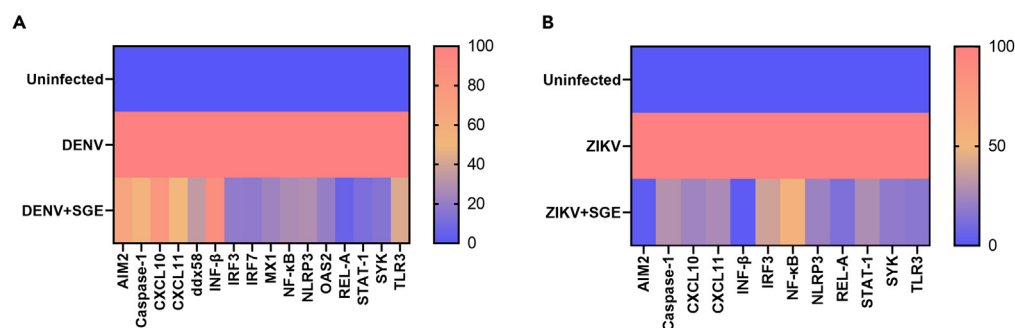 A
B
Uninfected
DENV
DENV+SGE
100
80
60
40
20
0
AIM2
Caspase-1
CXCL10
CXCL11
ddx58
INF-β
IRF3
IRF7
MX1
NF-κB
NLRP3
OAS2
REL-A
STAT-1
SYK
TLR3
Uninfected
ZIKV
ZIKV+SGE
100
50
0
AIM2
Caspase-1
CXCL10
CXCL11
INF-β
IRF3
NF-κB
NLRP3
REL-A
STAT-1
SYK
TLR3